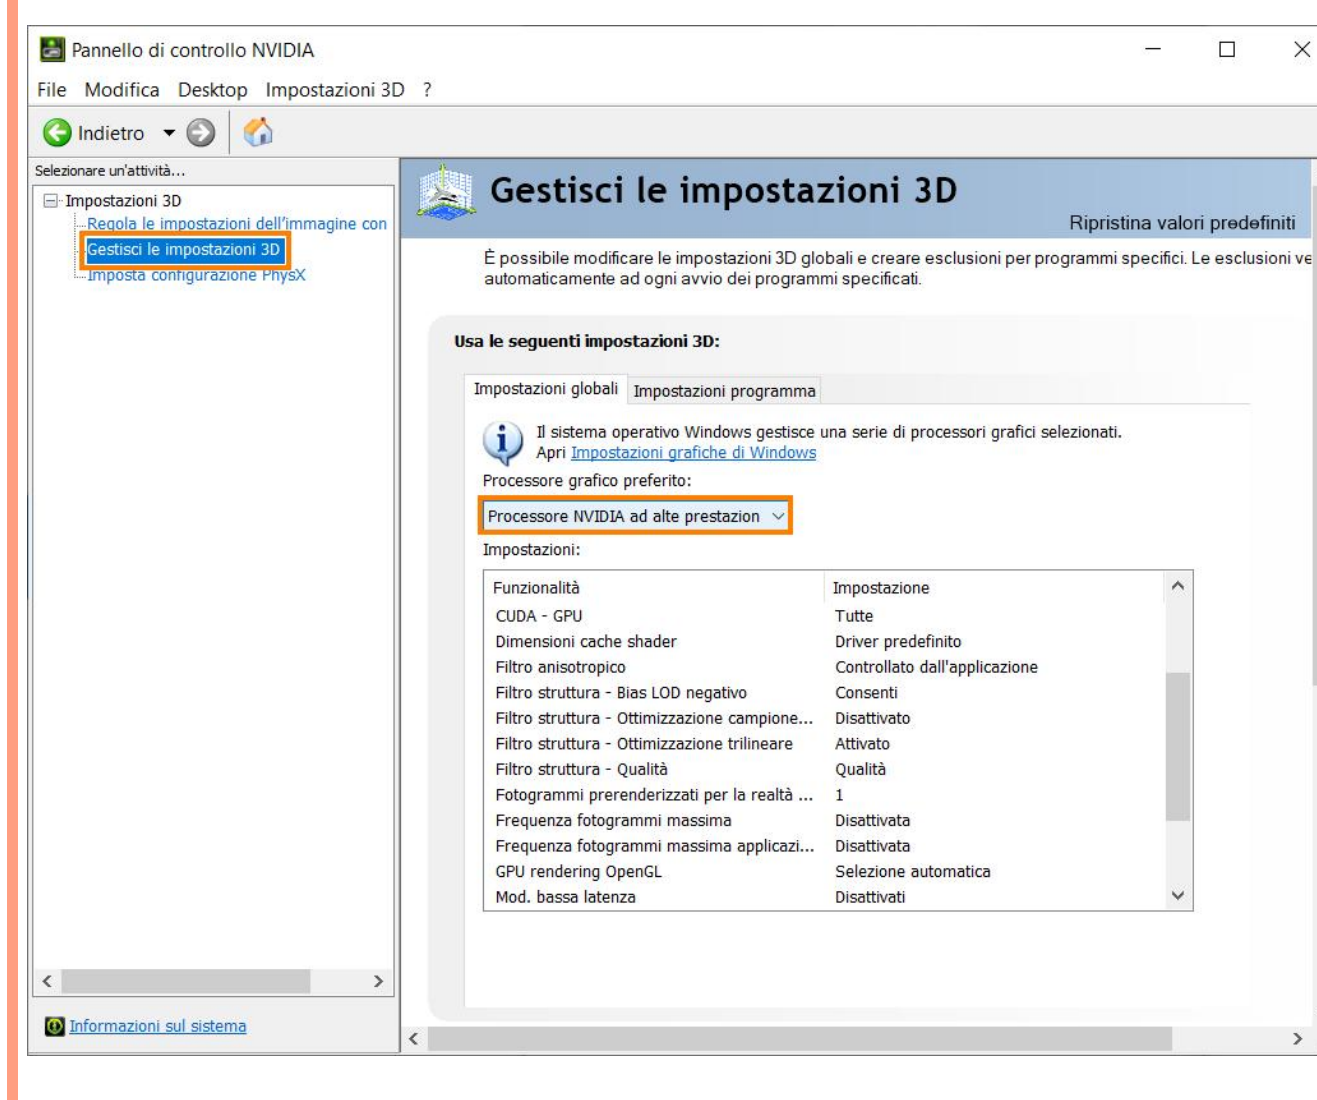 Pannello di controllo NVIDIA
File Modifica Desktop Impostazioni 3D ?
Indietro
Selezionare un'attività...
Impostazioni 3D
Regola le impostazioni dell'immagine con
Gestisci le impostazioni 3D
Imposta configurazione PhysX
Informazioni sul sistema
Gestisci le impostazioni 3D
Ripristina valori predefiniti
È possibile modificare le impostazioni 3D globali e creare esclusioni per programmi specifici. Le esclusioni ve
automaticamente ad ogni avvio dei programmi specificati.
Usa le seguenti impostazioni 3D:
Impostazioni globali Impostazioni programma
Il sistema operativo Windows gestisce una serie di processori grafici selezionati.
Apri Impostazioni grafiche di Windows
Processore grafico preferito:
Processore NVIDIA ad alte prestazion
Impostazioni:
Funzionalità Impostazione
CUDA - GPU Tutte
Dimensioni cache shader Driver predefinito
Filtro anisotropico Controllato dall'applicazione
Filtro struttura - Bias LOD negativo Consenti
Filtro struttura - Ottimizzazione campione... Disattivato
Filtro struttura - Ottimizzazione trilineare Attivato
Filtro struttura - Qualità Qualità
Fotogrammi prerenderizzati per la realtà ... 1
Frequenza fotogrammi massima Disattivata
Frequenza fotogrammi massima applicazi... Disattivata
GPU rendering OpenGL Selezione automatica
Mod. bassa latenza Disattivati